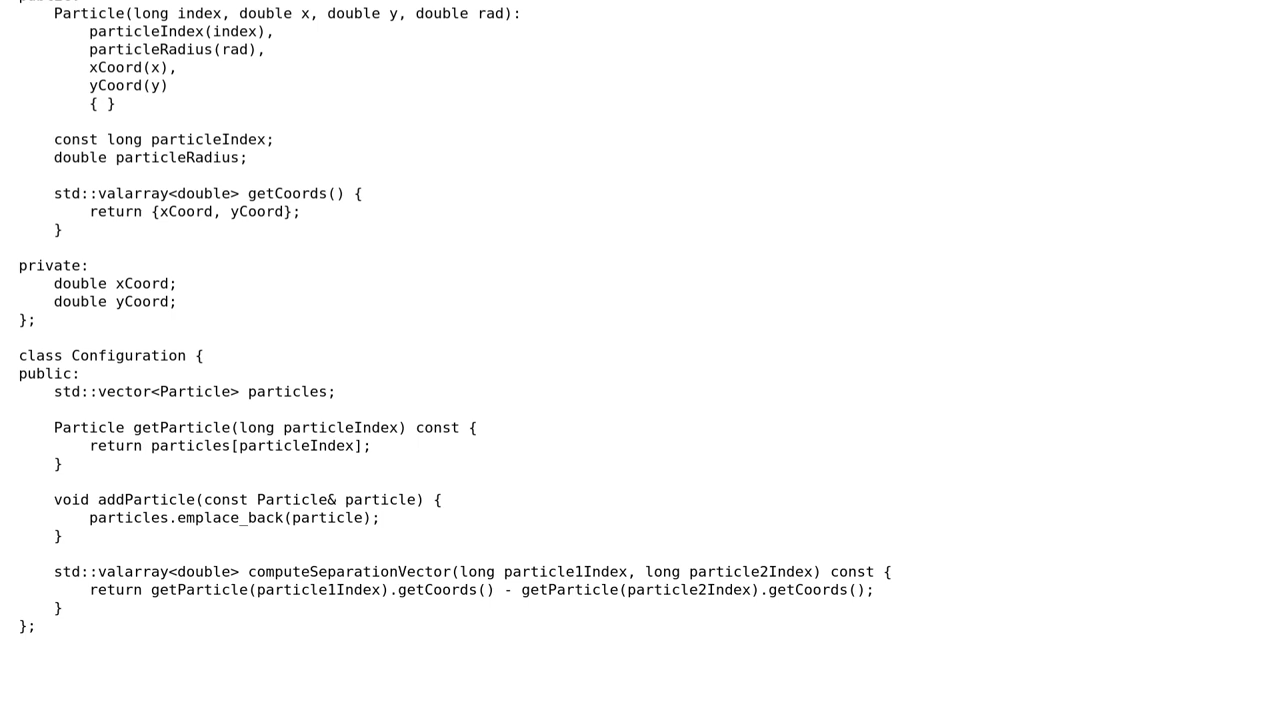 Particle(long index, double x, double y, double rad):
particleIndex(index),
particleRadius(rad),
xCoord(x),
yCoord(y)
{ }
const long particleIndex;
double particleRadius;
std::valarray<double> getCoords() {
return {xCoord, yCoord};
}
private:
double xCoord;
double yCoord;
};
class Configuration {
public:
std::vector<Particle> particles;
Particle getParticle(long particleIndex) const {
return particles[particleIndex];
}
void addParticle(const Particle& particle) {
particles.emplace_back(particle);
}
std::valarray<double> computeSeparationVector(long particle1Index, long particle2Index) const {
return getParticle(particle1Index).getCoords() - getParticle(particle2Index).getCoords();
}
};